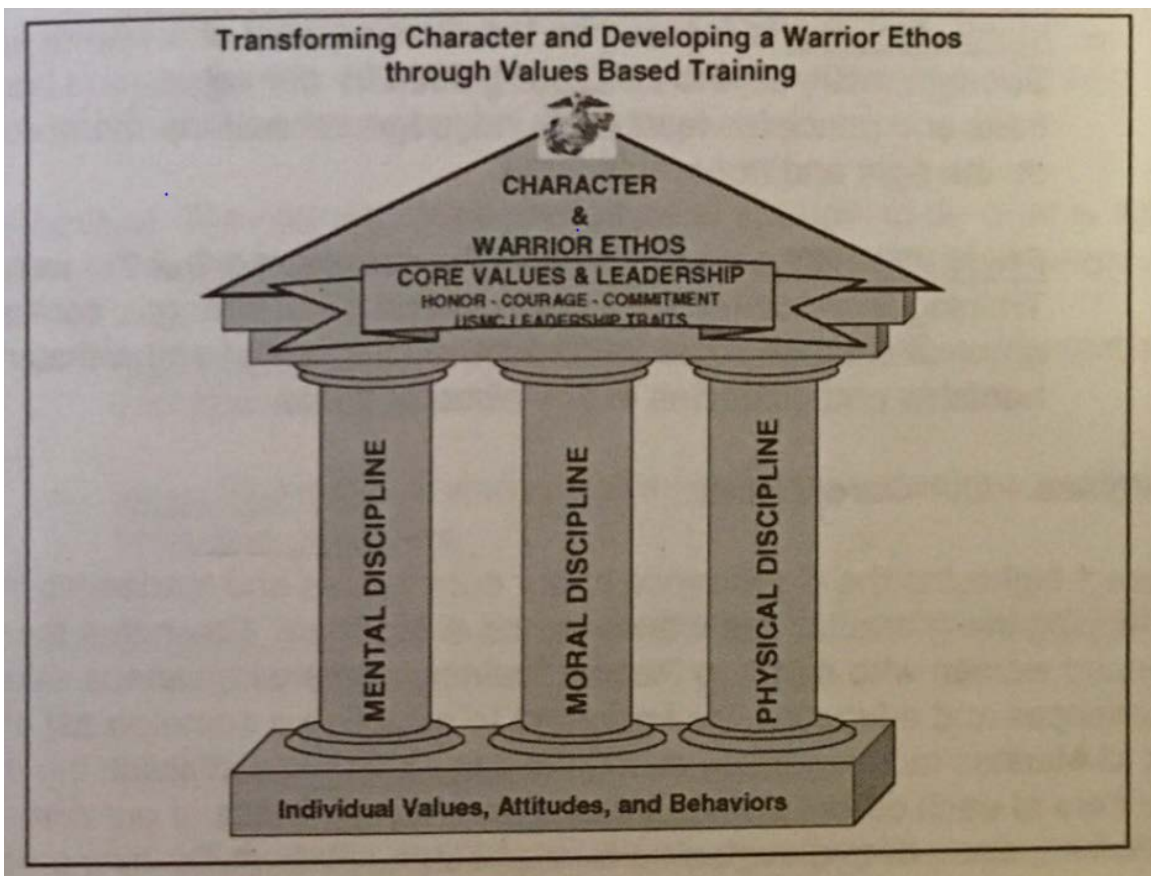 Transforming Character and Developing a Warrior Ethos
through Values Based Training
CHARACTER
&
WARRIOR ETHOS
CORE VALUES & LEADERSHIP
HONOR - COURAGE - COMMITMENT
USMC LEADERSHIP TRAITS
MENTAL DISCIPLINE
MORAL DISCIPLINE
PHYSICAL DISCIPLINE
Individual Values, Attitudes, and Behaviors